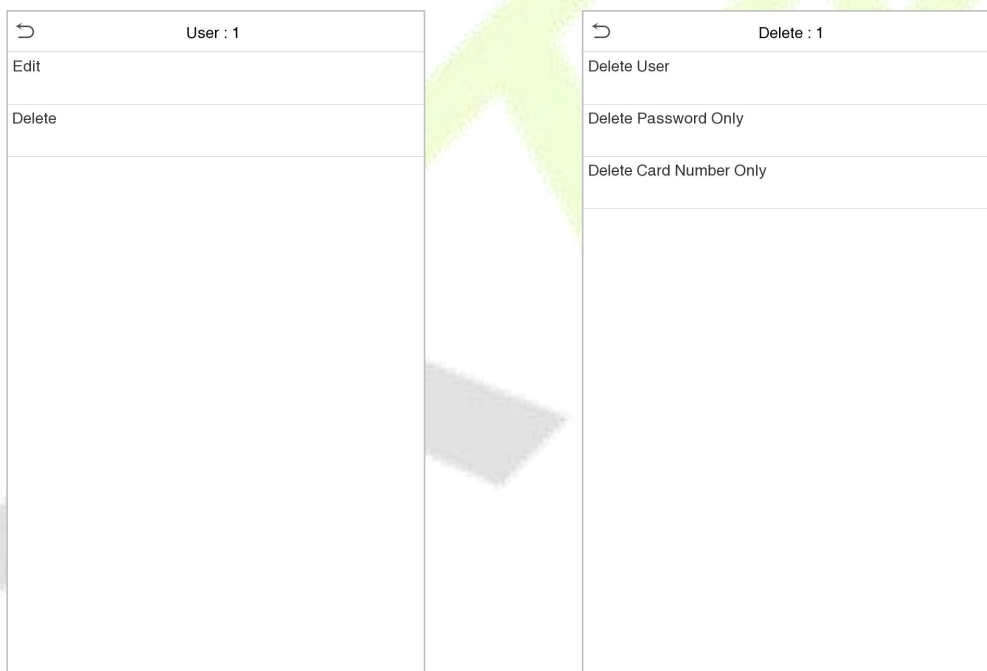 User : 1
Edit
Delete
Delete : 1
Delete User
Delete Password Only
Delete Card Number Only